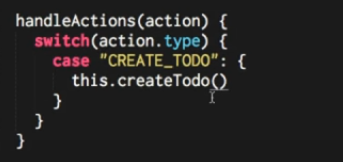 handleActions(action) {
switch(action.type) {
case "CREATE_TODO": {
this.createTodo()
}
}
}